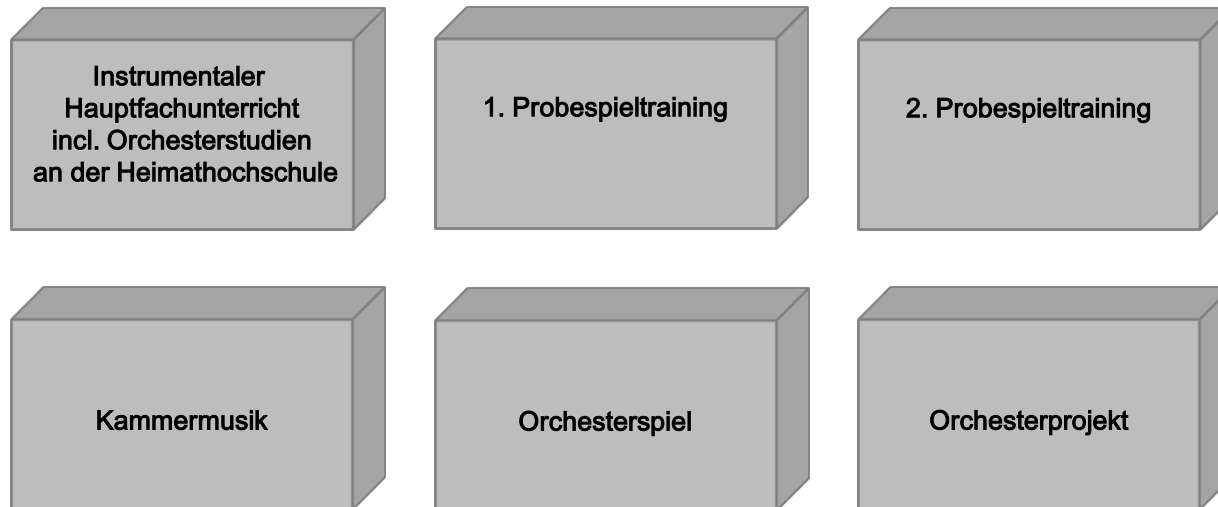 Instrumentaler
Hauptfachunterricht
incl. Orchesterstudien
an der Heimathochschule
1. Probespieltraining
2. Probespieltraining
Kammermusik
Orchesterspiel
Orchesterprojekt